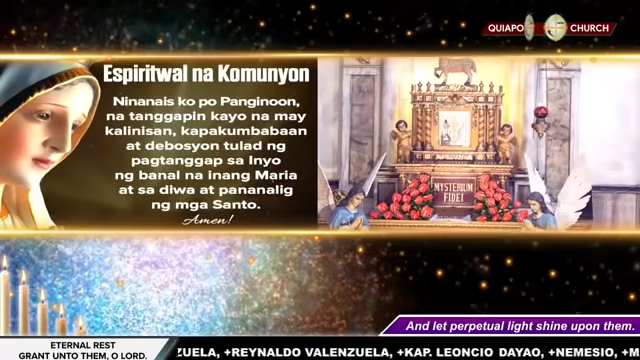 QUIAPO CHURCH
Espiritwal na Komunyon
Ninanais ko po Panginoon,
na tanggapin kayo na may
kalinisan, kapakumbabaan
at debosyon tulad ng
pagtanggap sa Inyo
ng banal na inang Maria
at sa diwa at pananalig
ng mga Santo.
Amen!
MYSTERIUM
FIDEI
And let perpetual light shine upon them.
ETERNAL REST
GRANT UNTO THEM, O LORD.
ZUELA, +REYNALDO VALENZUELA, +KAP. LEONCIO DAYAO, +NEMESIO, +M